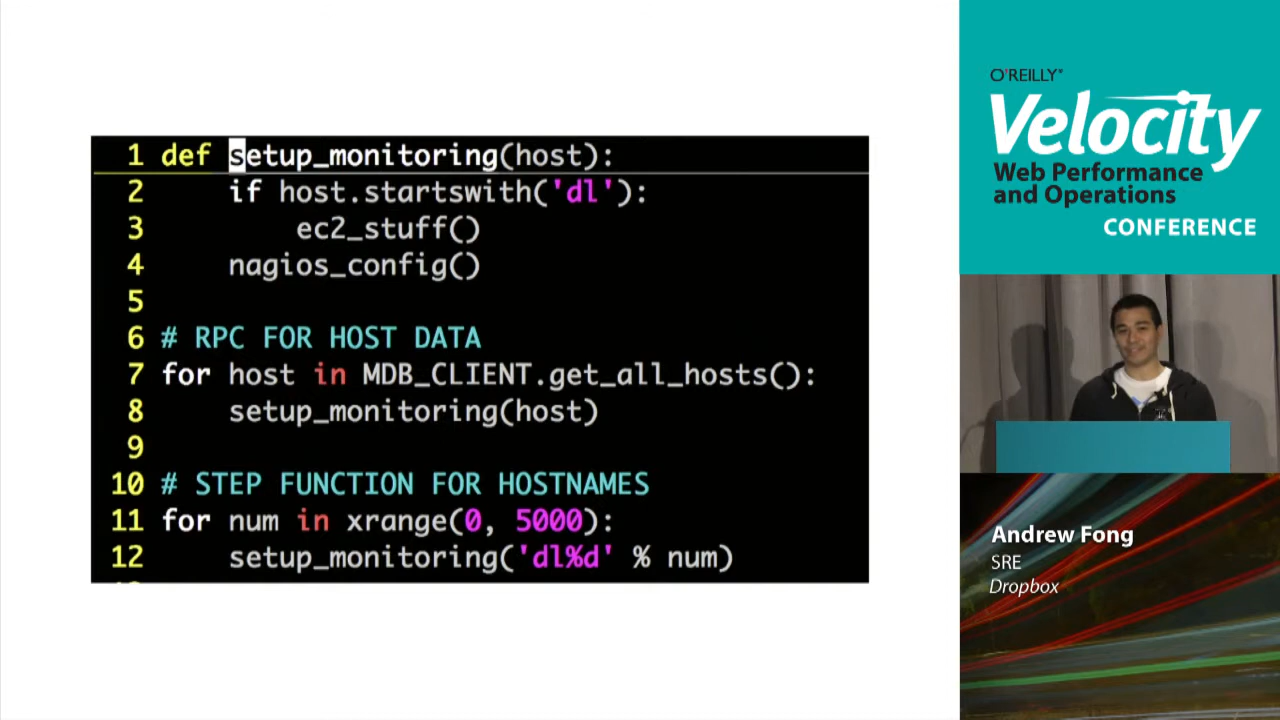 1 def setup_monitoring(host):
2     if host.startswith('dl'):
3         ec2_stuff()
4     nagios_config()
5
6 # RPC FOR HOST DATA
7 for host in MDB_CLIENT.get_all_hosts():
8     setup_monitoring(host)
9
10 # STEP FUNCTION FOR HOSTNAMES
11 for num in xrange(0, 5000):
12     setup_monitoring('dl%d' % num)
O'REILLY®
Velocity
Web Performance
and Operations
CONFERENCE
Andrew Fong
SRE
Dropbox